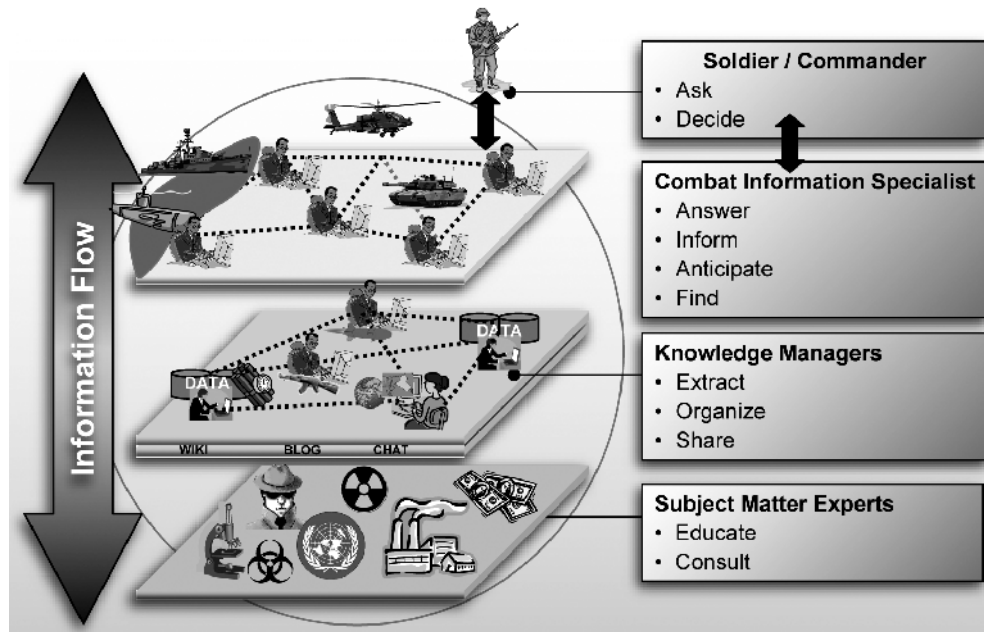 Information Flow
Soldier / Commander
• Ask
• Decide
Combat Information Specialist
• Answer
• Inform
• Anticipate
• Find
DATA
DATA
WIKI BLOG CHAT
Knowledge Managers
• Extract
• Organize
• Share
Subject Matter Experts
• Educate
• Consult